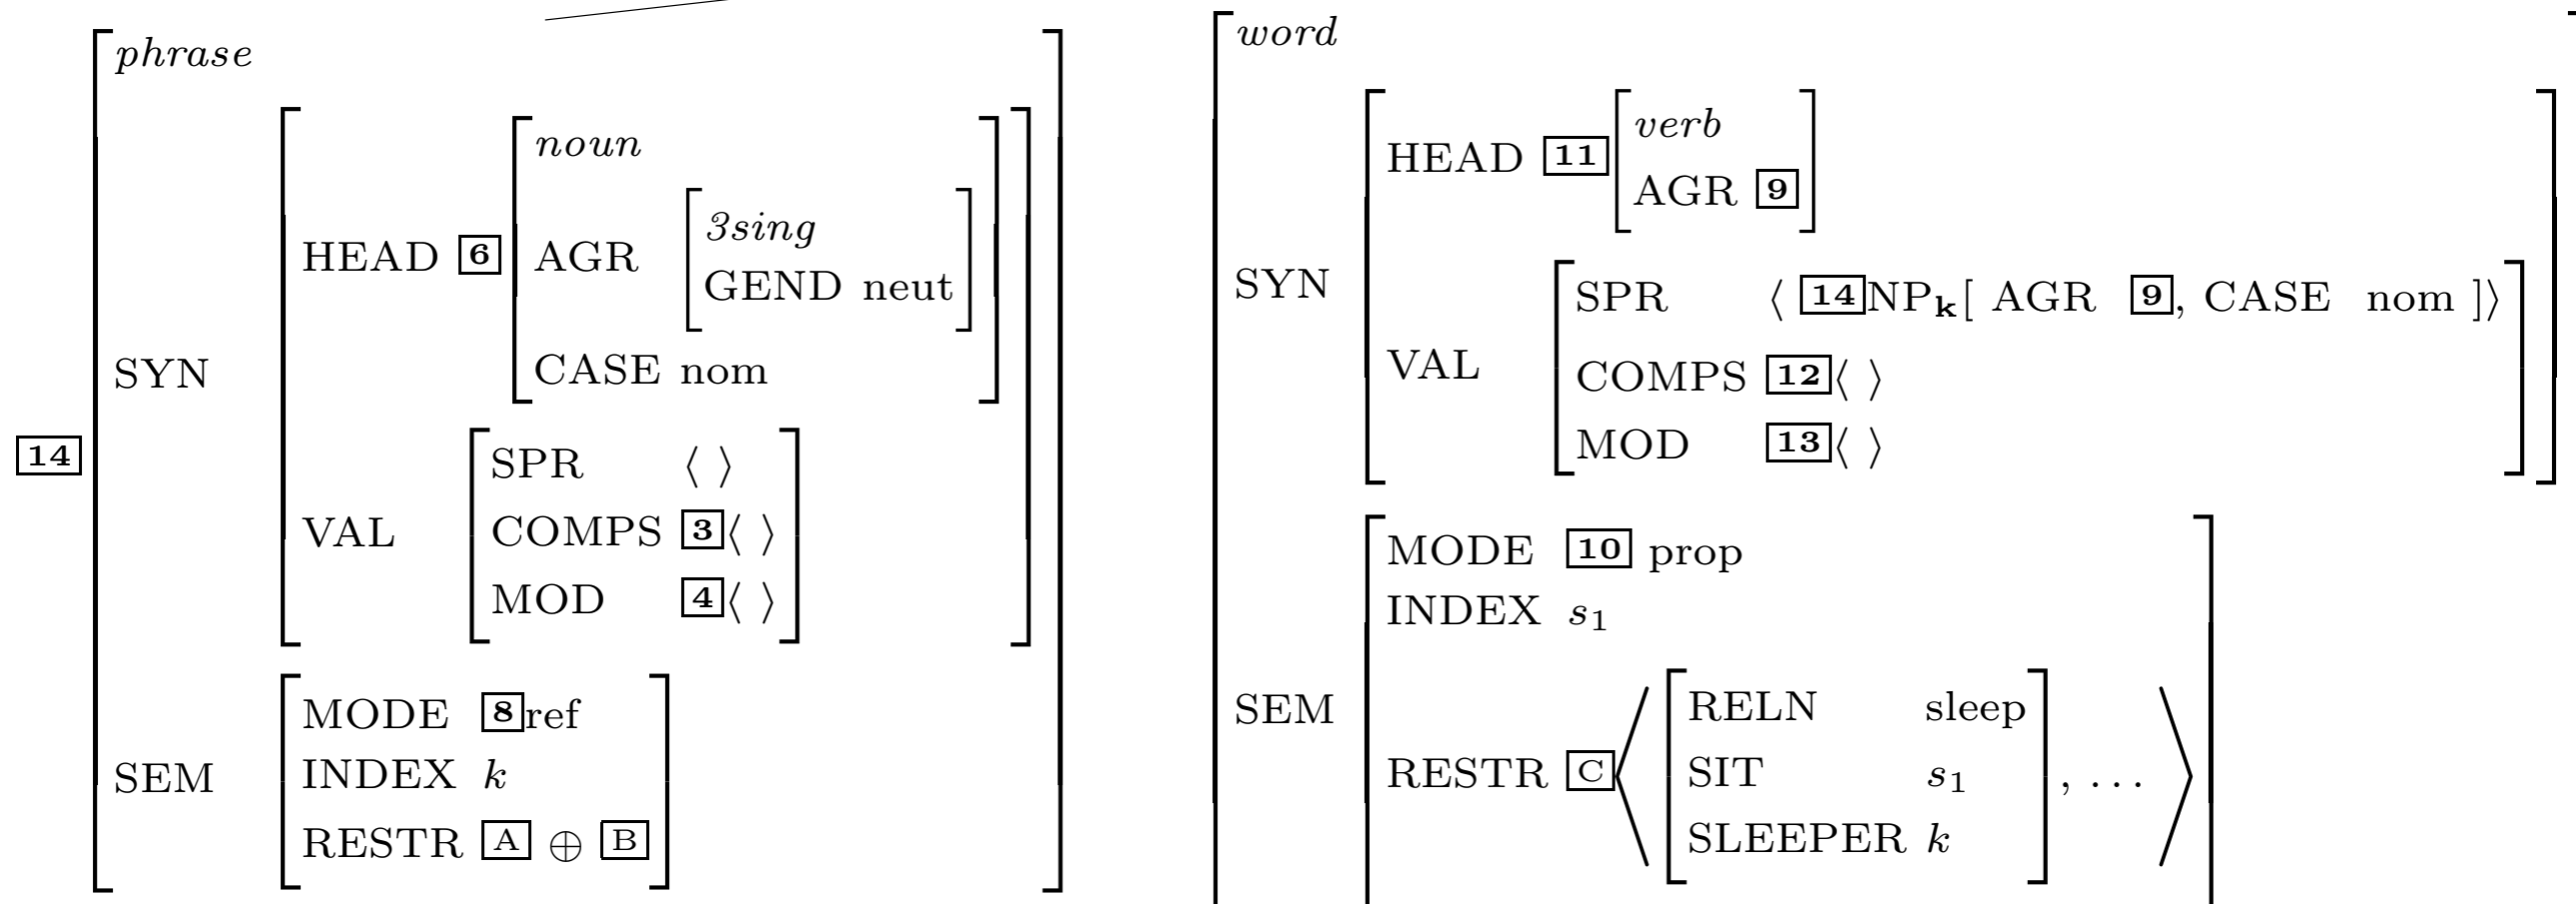 phrase
SYN
HEAD 6
noun
AGR
3sing
GEND neut
CASE nom
VAL
SPR ⟨ ⟩
COMPS 3⟨ ⟩
MOD 4⟨ ⟩
14
SEM
MODE 8ref
INDEX k
RESTR A ⊕ B
word
SYN
HEAD 11
verb
AGR 9
VAL
SPR ⟨ 14NPk[ AGR 9, CASE nom ]⟩
COMPS 12⟨ ⟩
MOD 13⟨ ⟩
SEM
MODE 10 prop
INDEX s1
RESTR C
RELN sleep
SIT s1
SLEEPER k
, ...